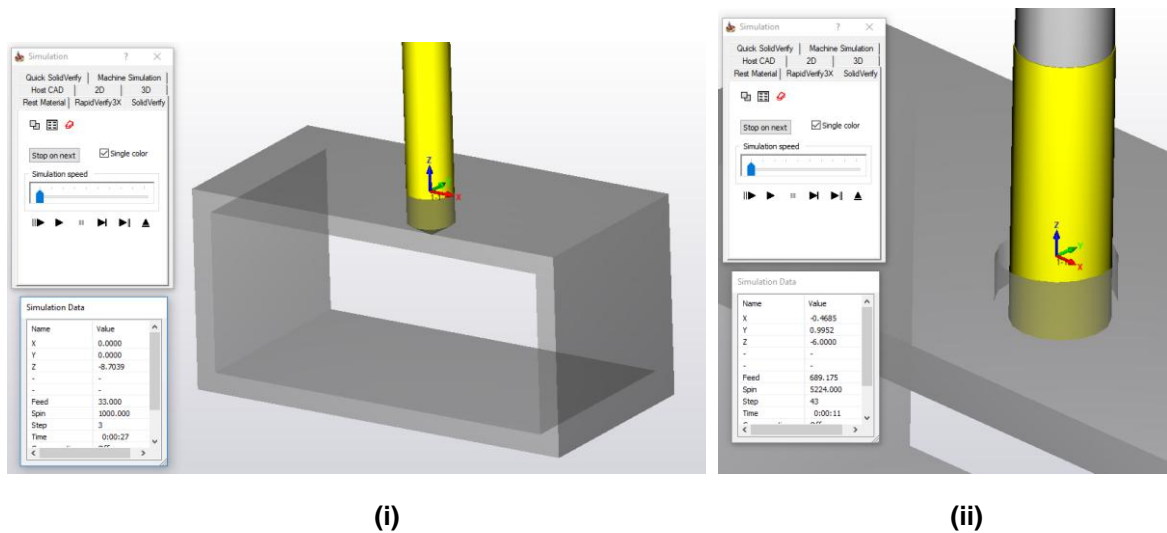 Simulation ? ×
Quick SolidVerify Machine Simulation
Host CAD 2D 3D
Rest Material RapidVerify3X SolidVerify
Stop on next Single color
Simulation speed
Simulation Data
Name Value
X 0.0000
Y 0.0000
Z -8.7039
- -
- -
Feed 33.000
Spin 1000.000
Step 3
Time 0:00:27
Z
X
(i)
Simulation ? ×
Quick SolidVerify Machine Simulation
Host CAD 2D 3D
Rest Material RapidVerify3X SolidVerify
Stop on next Single color
Simulation speed
Simulation Data
Name Value
X -0.4685
Y 0.9952
Z -6.0000
- -
- -
Feed 689.175
Spin 5224.000
Step 43
Time 0:00:11
Z
Y
X
(ii)